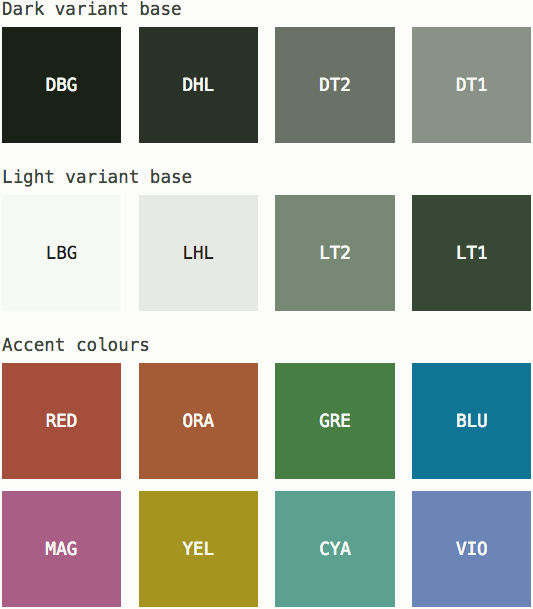 Dark variant base
DBG DHL DT2 DT1
Light variant base
LBG LHL LT2 LT1
Accent colours
RED ORA GRE BLU
MAG YEL CYA VIO